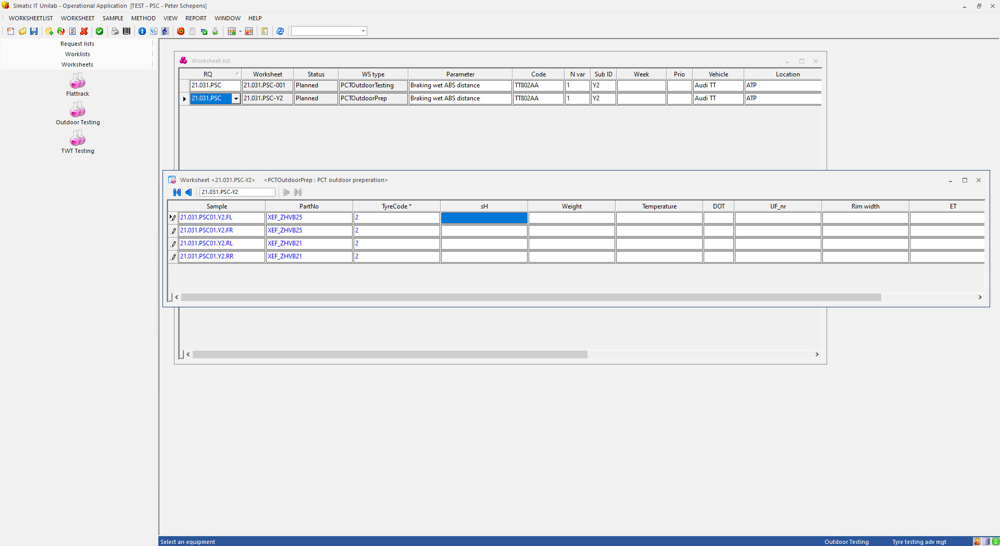 Simatic IT Unilab - Operational Application [TEST - PSC - Peter Schepens]
WORKSHEETLIST WORKSHEET SAMPLE METHOD VIEW REPORT WINDOW HELP
Request lists
Worklists
Worksheets
Flattrack
Outdoor Testing
TWT Testing
Worksheet list
RQ Worksheet Status WS type Parameter Code N var Sub ID Week Prio Vehicle Location
21.031.PSC 21.031.PSC-001 Planned PCTOutdoorTesting Braking wet ABS distance TT802AA 1 Y2 Audi TT ATP
21.031.PSC 21.031.PSC-Y2 Planned PCTOutdoorPrep Braking wet ABS distance TT802AA 1 Y2 Audi TT ATP
Worksheet <21.031.PSC-Y2> <PCTOutdoorPrep : PCT outdoor preperation>
21.031.PSC-Y2
Sample PartNo TyreCode * sH Weight Temperature DOT UF_nr Rim width ET
21.031.PSC01.Y2.FL XEF_ZHVB25 2
21.031.PSC01.Y2.FR XEF_ZHVB25 2
21.031.PSC01.Y2.RL XEF_ZHVB21 2
21.031.PSC01.Y2.RR XEF_ZHVB21 2
Select an equipment Outdoor Testing Tyre testing adv mgt